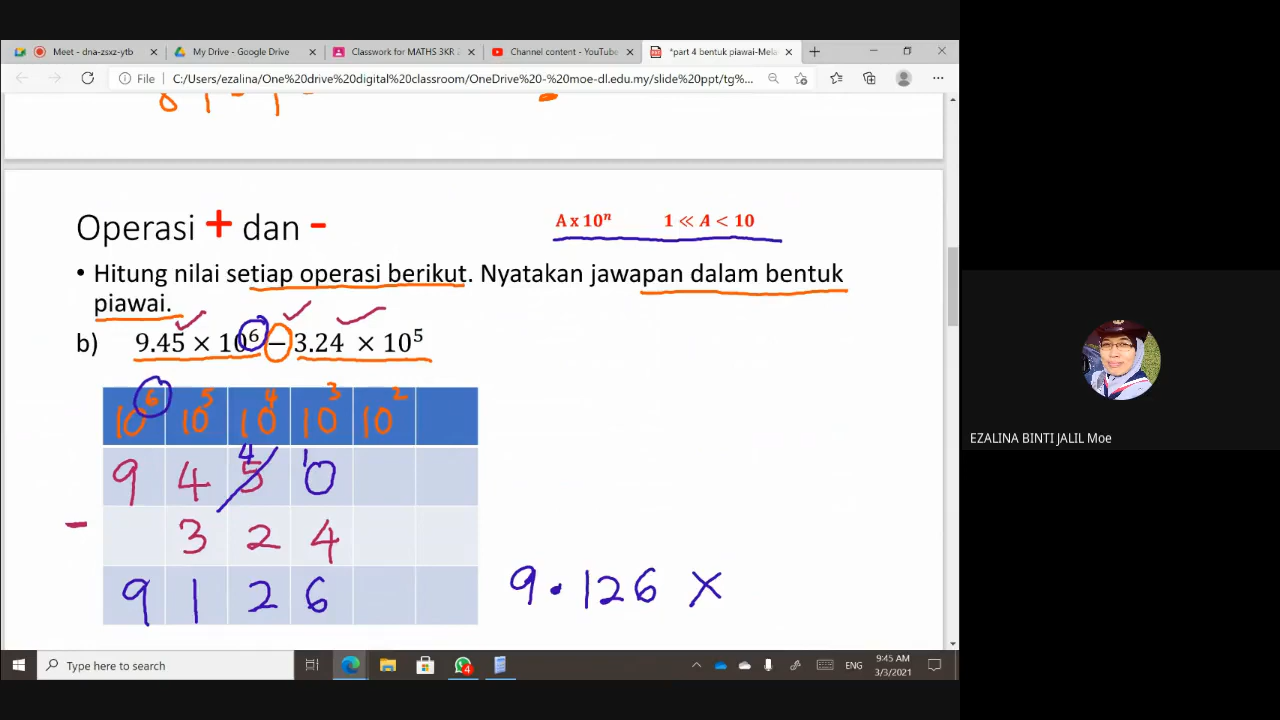 Meet - dna-zsxz-ytb
My Drive - Google Drive
Classwork for MATHS 3KR 2
Channel content - YouTube
*part 4 bentuk piawai-Mela
File
C:/Users/ezalina/One%20drive%20digital%20classroom/OneDrive%20-%20moe-dl.edu.my/slide%20ppt/tg%...
Operasi + dan -
A x 10ⁿ 1 ≪ A < 10
• Hitung nilai setiap operasi berikut. Nyatakan jawapan dalam bentuk
piawai.
b) 9.45 × 10⁶ − 3.24 × 10⁵
10⁶ 10⁵ 10⁴ 10³ 10²
4 1
9 4 5 0
- 3 2 4
9 1 2 6
9.126 ×
EZALINA BINTI JALIL Moe
Type here to search
4
ENG
9:45 AM
3/3/2021